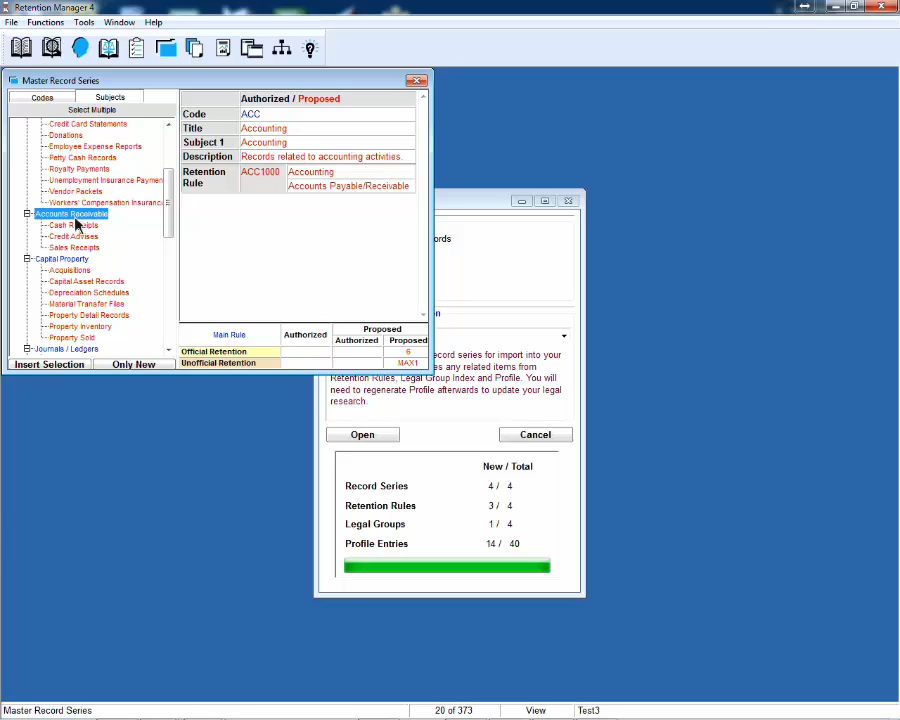 Retention Manager 4
File Functions Tools Window Help
Master Record Series
Codes Subjects
Select Multiple
Credit Card Statements
Donations
Employee Expense Reports
Petty Cash Records
Royalty Payments
Unemployment Insurance Paymen
Vendor Packets
Workers' Compensation Insuranc
Accounts Receivable
Cash Receipts
Credit Advises
Sales Receipts
Capital Property
Acquisitions
Capital Asset Records
Depreciation Schedules
Material Transfer Files
Property Detail Records
Property Inventory
Property Sold
Journals / Ledgers
Insert Selection Only New
Authorized / Proposed
Code ACC
Title Accounting
Subject 1 Accounting
Description Records related to accounting activities.
Retention Rule ACC1000 Accounting
Accounts Payable/Receivable
Main Rule Authorized Proposed
Authorized Proposed
Official Retention 6
Unofficial Retention MAX1
ords
on
ecord series for import into your
es any related items from
Retention Rules, Legal Group Index and Profile. You will
need to regenerate Profile afterwards to update your legal
research.
Open Cancel
New / Total
Record Series 4 / 4
Retention Rules 3 / 4
Legal Groups 1 / 4
Profile Entries 14 / 40
Master Record Series 20 of 373 View Test3